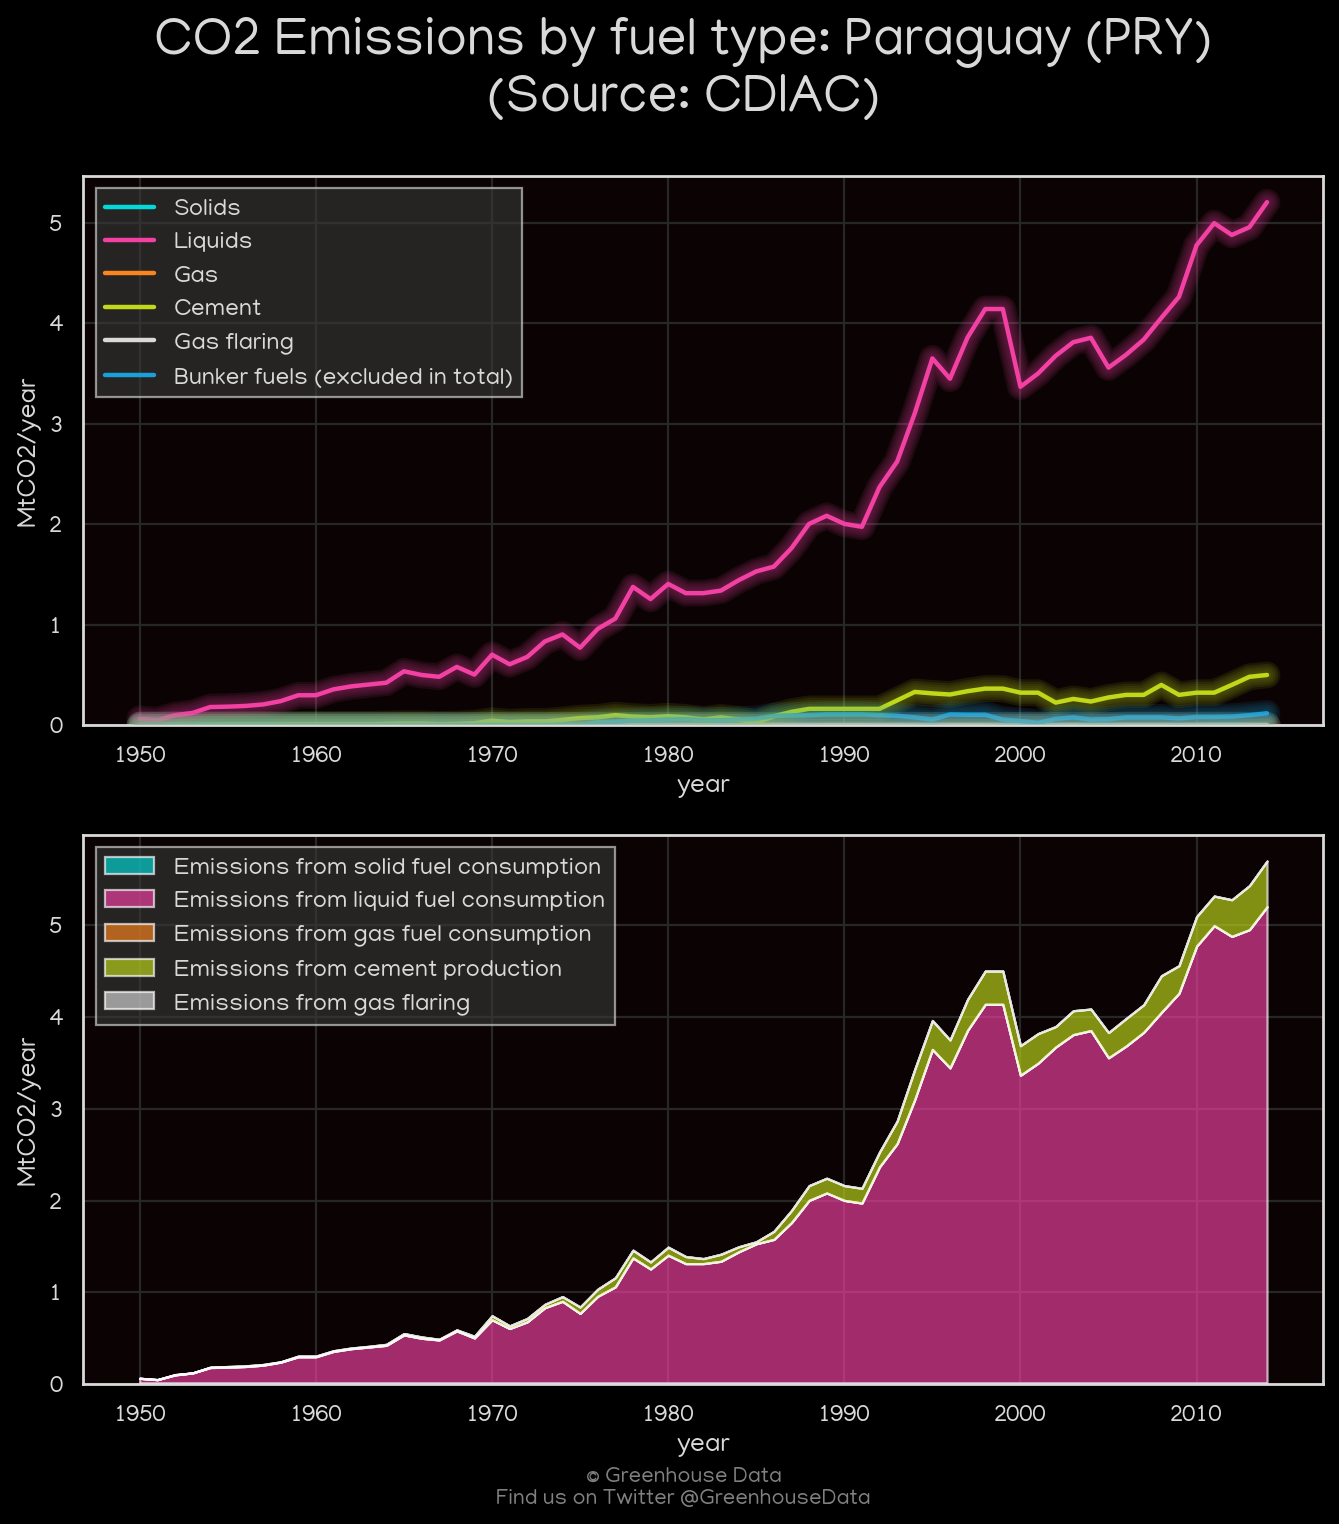 CO2 Emissions by fuel type: Paraguay (PRY)
(Source: CDIAC)
Solids
Liquids
Gas
Cement
Gas flaring
Bunker fuels (excluded in total)
MtCO2/year
5
4
3
2
1
0
1950 1960 1970 1980 1990 2000 2010
year
Emissions from solid fuel consumption
Emissions from liquid fuel consumption
Emissions from gas fuel consumption
Emissions from cement production
Emissions from gas flaring
MtCO2/year
5
4
3
2
1
0
1950 1960 1970 1980 1990 2000 2010
year
© Greenhouse Data
Find us on Twitter @GreenhouseData